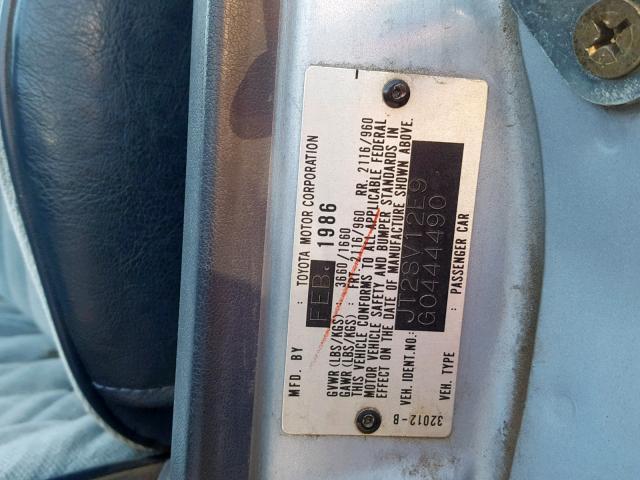 MFD. BY : TOYOTA MOTOR CORPORATION
FEB. 1986
GVWR (LBS/KGS) : 3660/1660
GAWR (LBS/KGS) : FRT 2116/960 RR 2116/960
THIS VEHICLE CONFORMS TO ALL APPLICABLE FEDERAL
MOTOR VEHICLE SAFETY AND BUMPER STANDARDS IN
EFFECT ON THE DATE OF MANUFACTURE SHOWN ABOVE.
VEH. IDENT.NO.: JT2SV12E9
G0444490
VEH. TYPE : PASSENGER CAR
32012-B